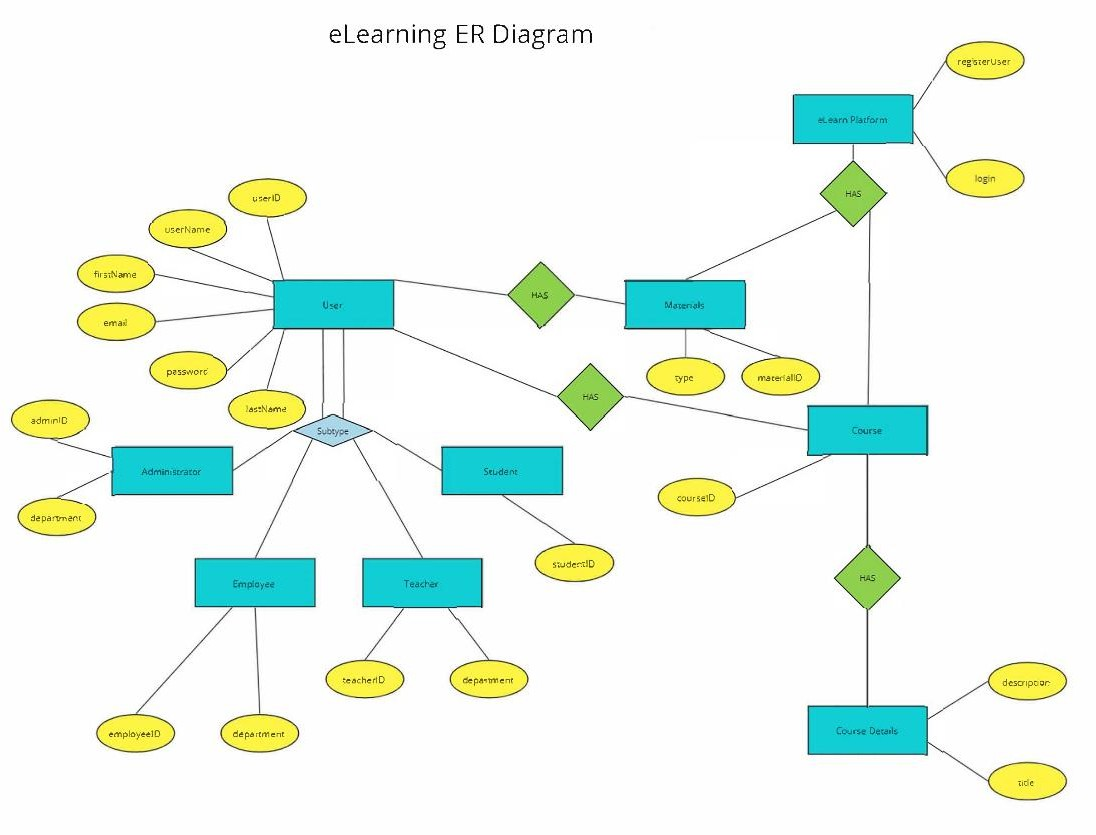 eLearning ER Diagram
registerUser
eLearn Platform
login
HAS
userID
userName
firstName
email
password
lastName
User
HAS
Materials
type
materialID
HAS
Course
courseID
adminID
Administrator
department
Subtype
Student
studentID
Employee
Teacher
teacherID
department
employeeID
department
HAS
description
Course Details
title